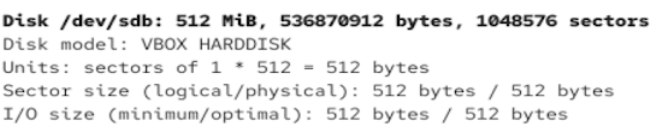 Disk /dev/sdb: 512 MiB, 536870912 bytes, 1048576 sectors
Disk model: VBOX HARDDISK
Units: sectors of 1 * 512 = 512 bytes
Sector size (logical/physical): 512 bytes / 512 bytes
I/O size (minimum/optimal): 512 bytes / 512 bytes